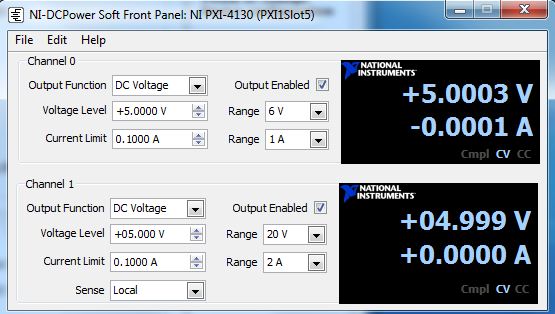 NI-DCPower Soft Front Panel: NI PXI-4130 (PXI1Slot5)
File Edit Help
Channel 0
Output Function DC Voltage Output Enabled
Voltage Level +5.0000 V Range 6 V
Current Limit 0.1000 A Range 1 A
NATIONAL INSTRUMENTS
+5.0003 V
-0.0001 A
Cmpl CV CC
Channel 1
Output Function DC Voltage Output Enabled
Voltage Level +05.000 V Range 20 V
Current Limit 0.1000 A Range 2 A
Sense Local
NATIONAL INSTRUMENTS
+04.999 V
+0.0000 A
Cmpl CV CC